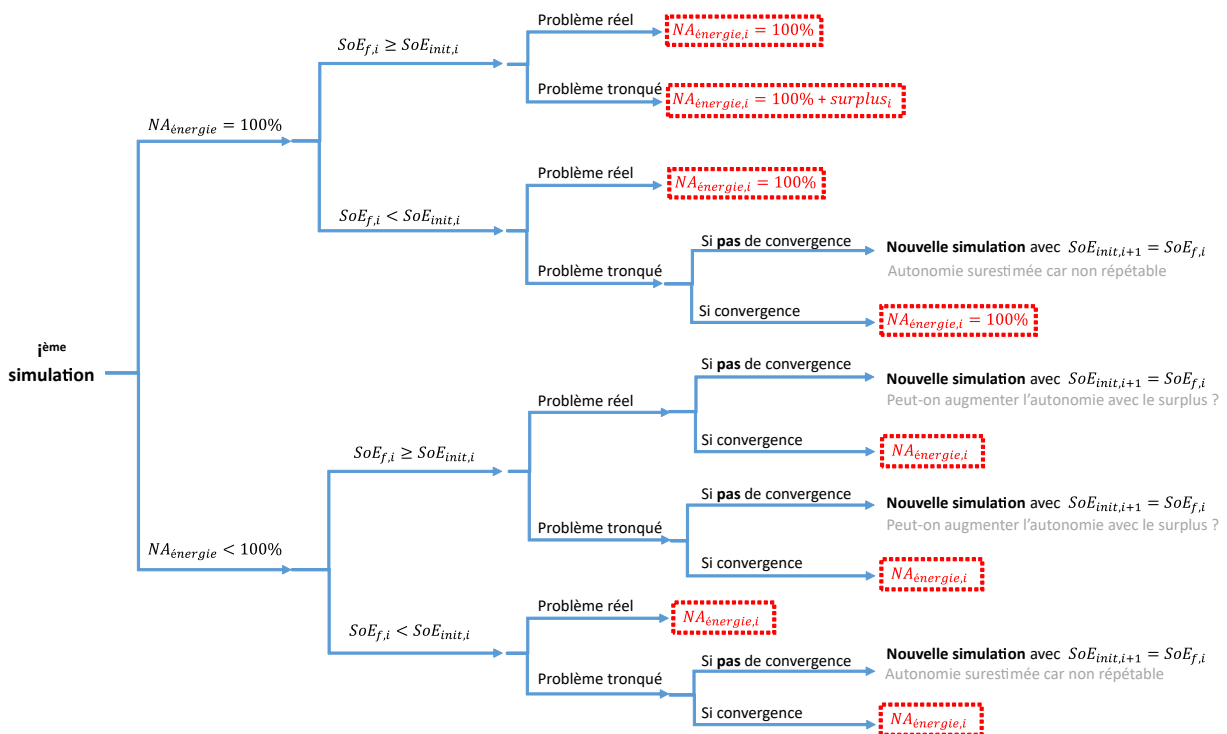 Problème réel
NA_énergie,i = 100%
SoE_f,i ≥ SoE_init,i
Problème tronqué
NA_énergie,i = 100% + surplus_i
NA_énergie = 100%
Problème réel
NA_énergie,i = 100%
SoE_f,i < SoE_init,i
Si pas de convergence
Nouvelle simulation avec SoE_init,i+1 = SoE_f,i
Autonomie surestimée car non répétable
Problème tronqué
Si convergence
NA_énergie,i = 100%
ième
simulation
Si pas de convergence
Nouvelle simulation avec SoE_init,i+1 = SoE_f,i
Peut-on augmenter l'autonomie avec le surplus ?
Problème réel
Si convergence
NA_énergie,i
SoE_f,i ≥ SoE_init,i
Si pas de convergence
Nouvelle simulation avec SoE_init,i+1 = SoE_f,i
Peut-on augmenter l'autonomie avec le surplus ?
Problème tronqué
Si convergence
NA_énergie,i
NA_énergie < 100%
Problème réel
NA_énergie,i
SoE_f,i < SoE_init,i
Si pas de convergence
Nouvelle simulation avec SoE_init,i+1 = SoE_f,i
Autonomie surestimée car non répétable
Problème tronqué
Si convergence
NA_énergie,i